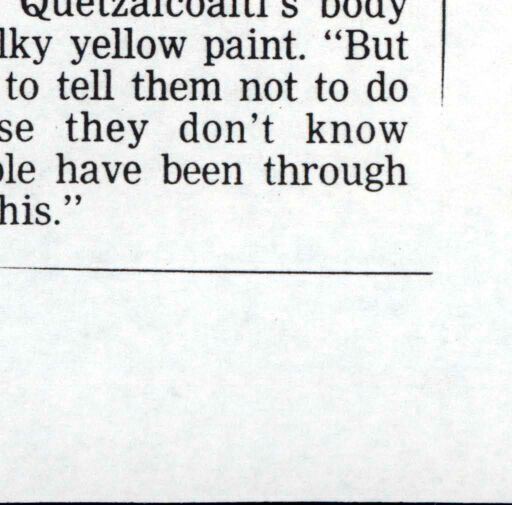 Quetzalcoatl's body
lky yellow paint. “But
to tell them not to do
se they don’t know
le have been through
his.”